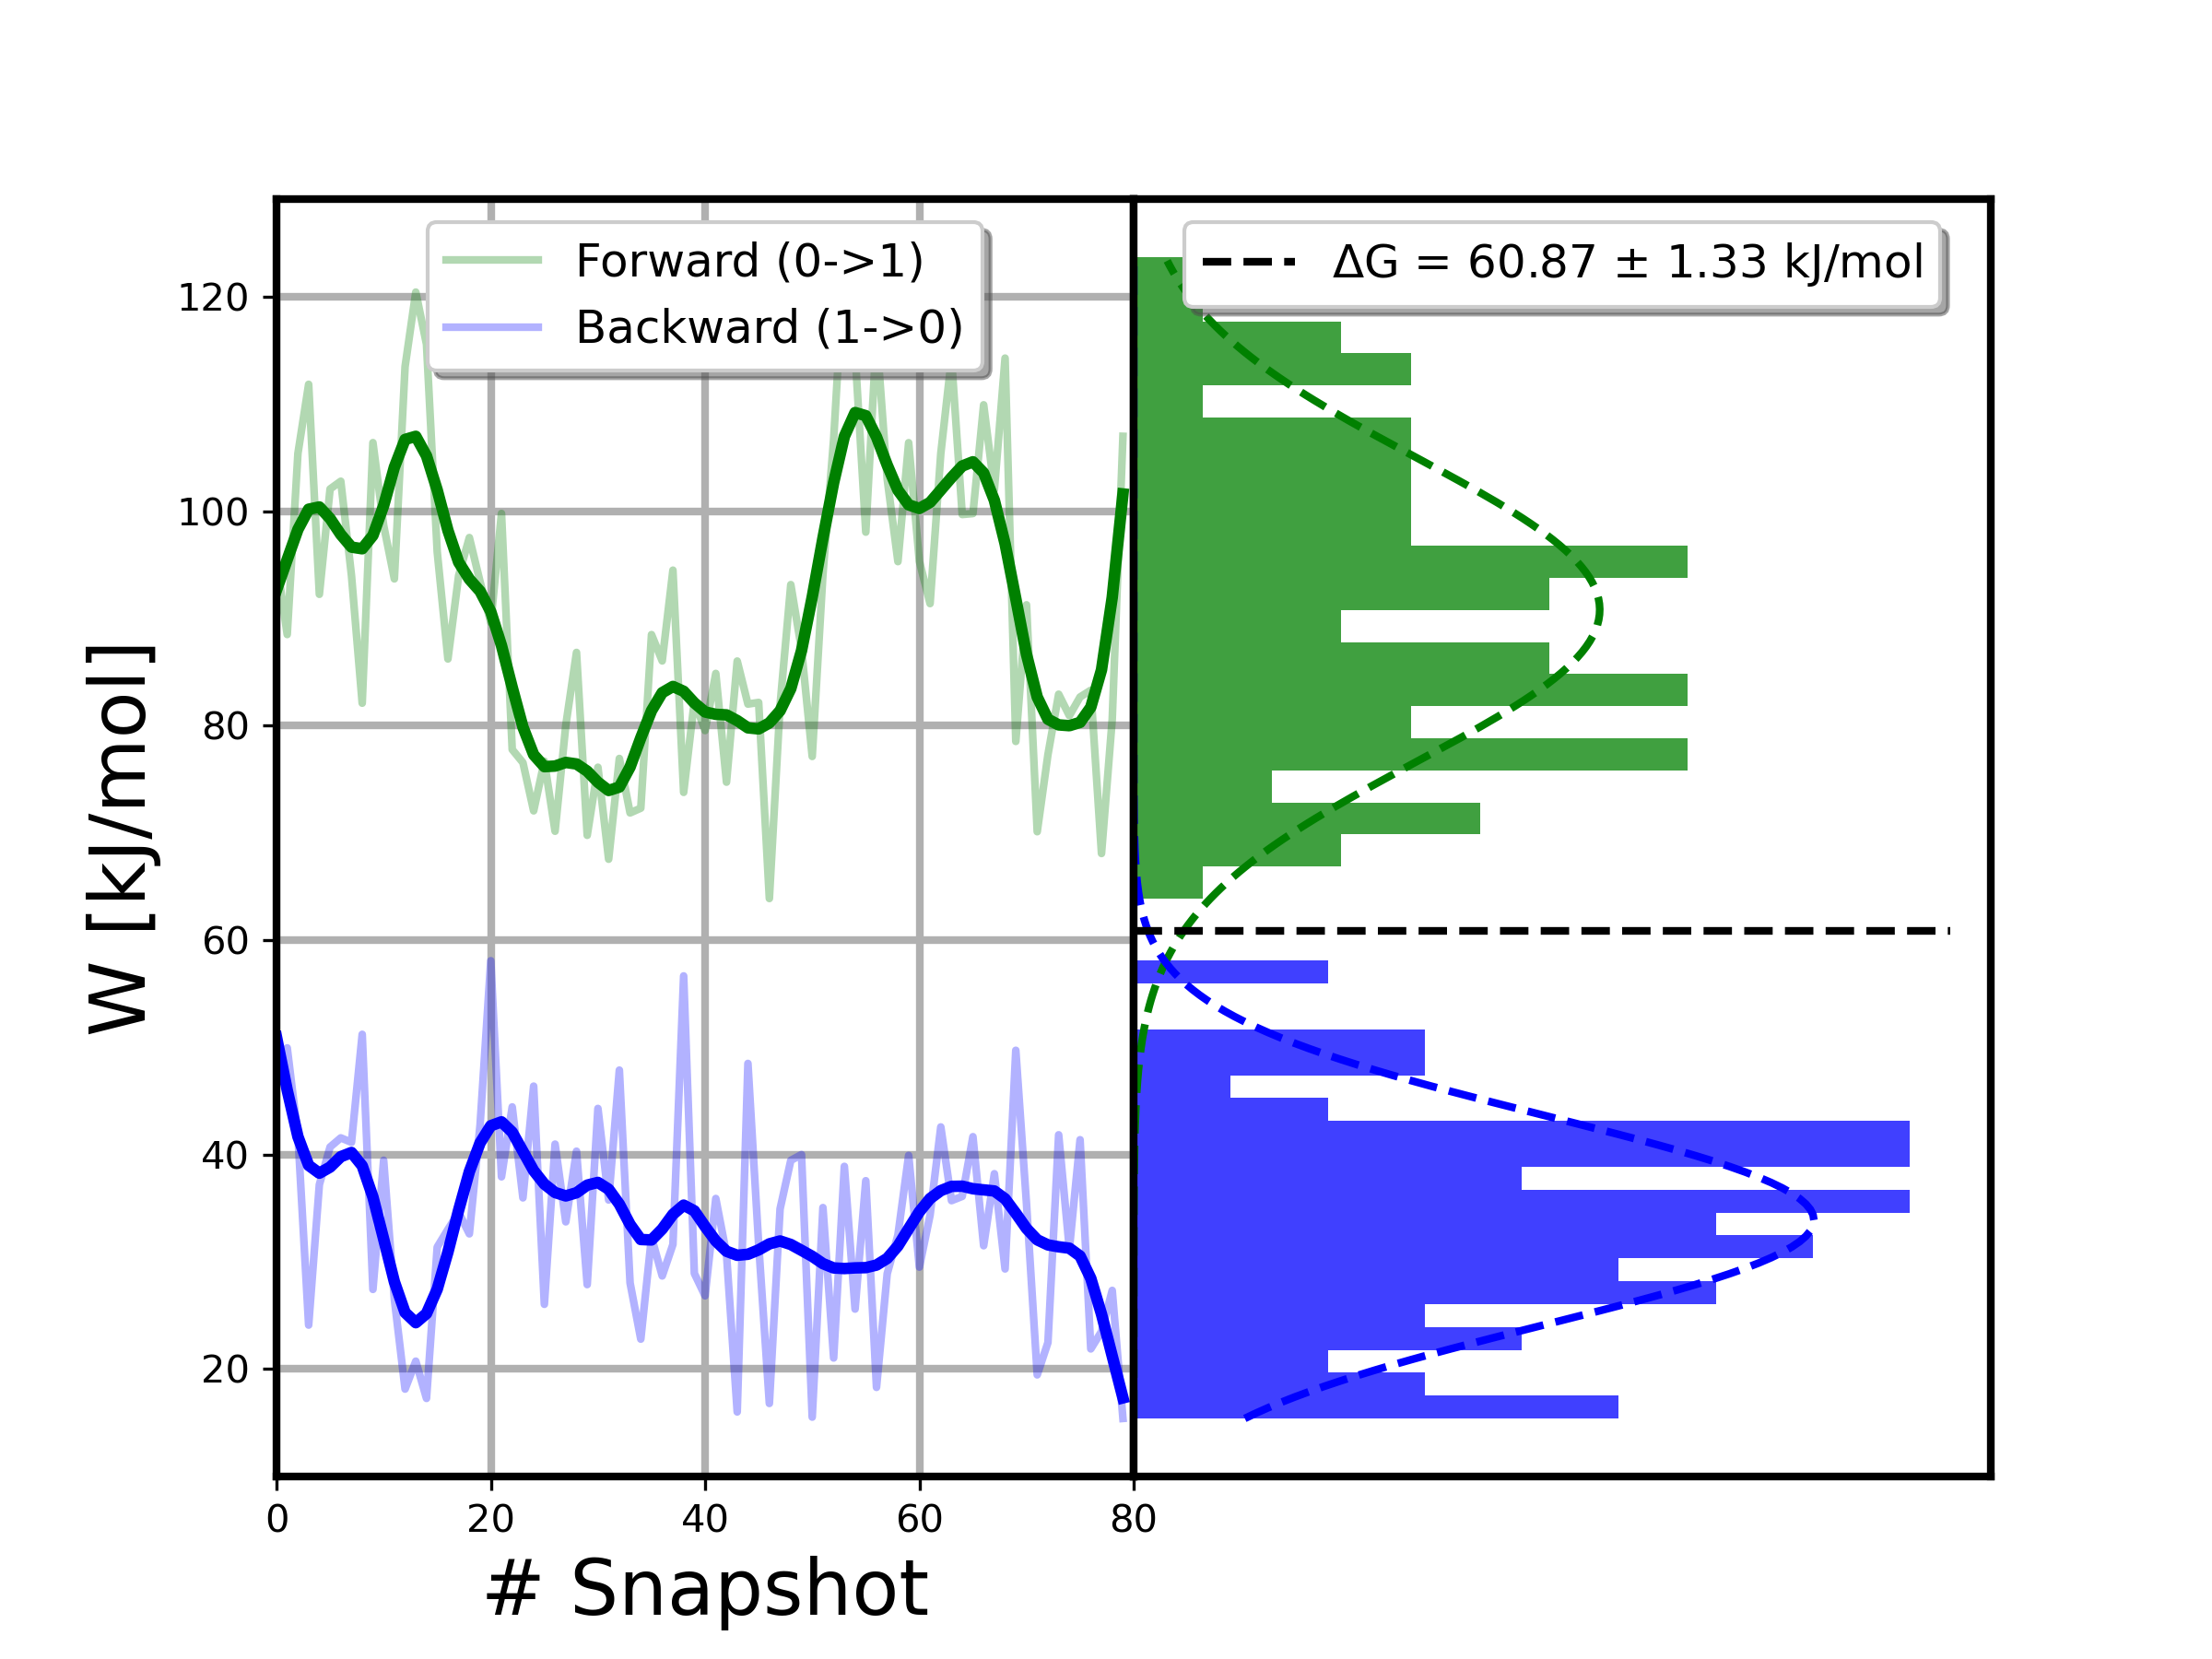 Forward (0->1)
Backward (1->0)
ΔG = 60.87 ± 1.33 kJ/mol
120
100
80
60
40
20
W [kJ/mol]
0 20 40 60 80
# Snapshot